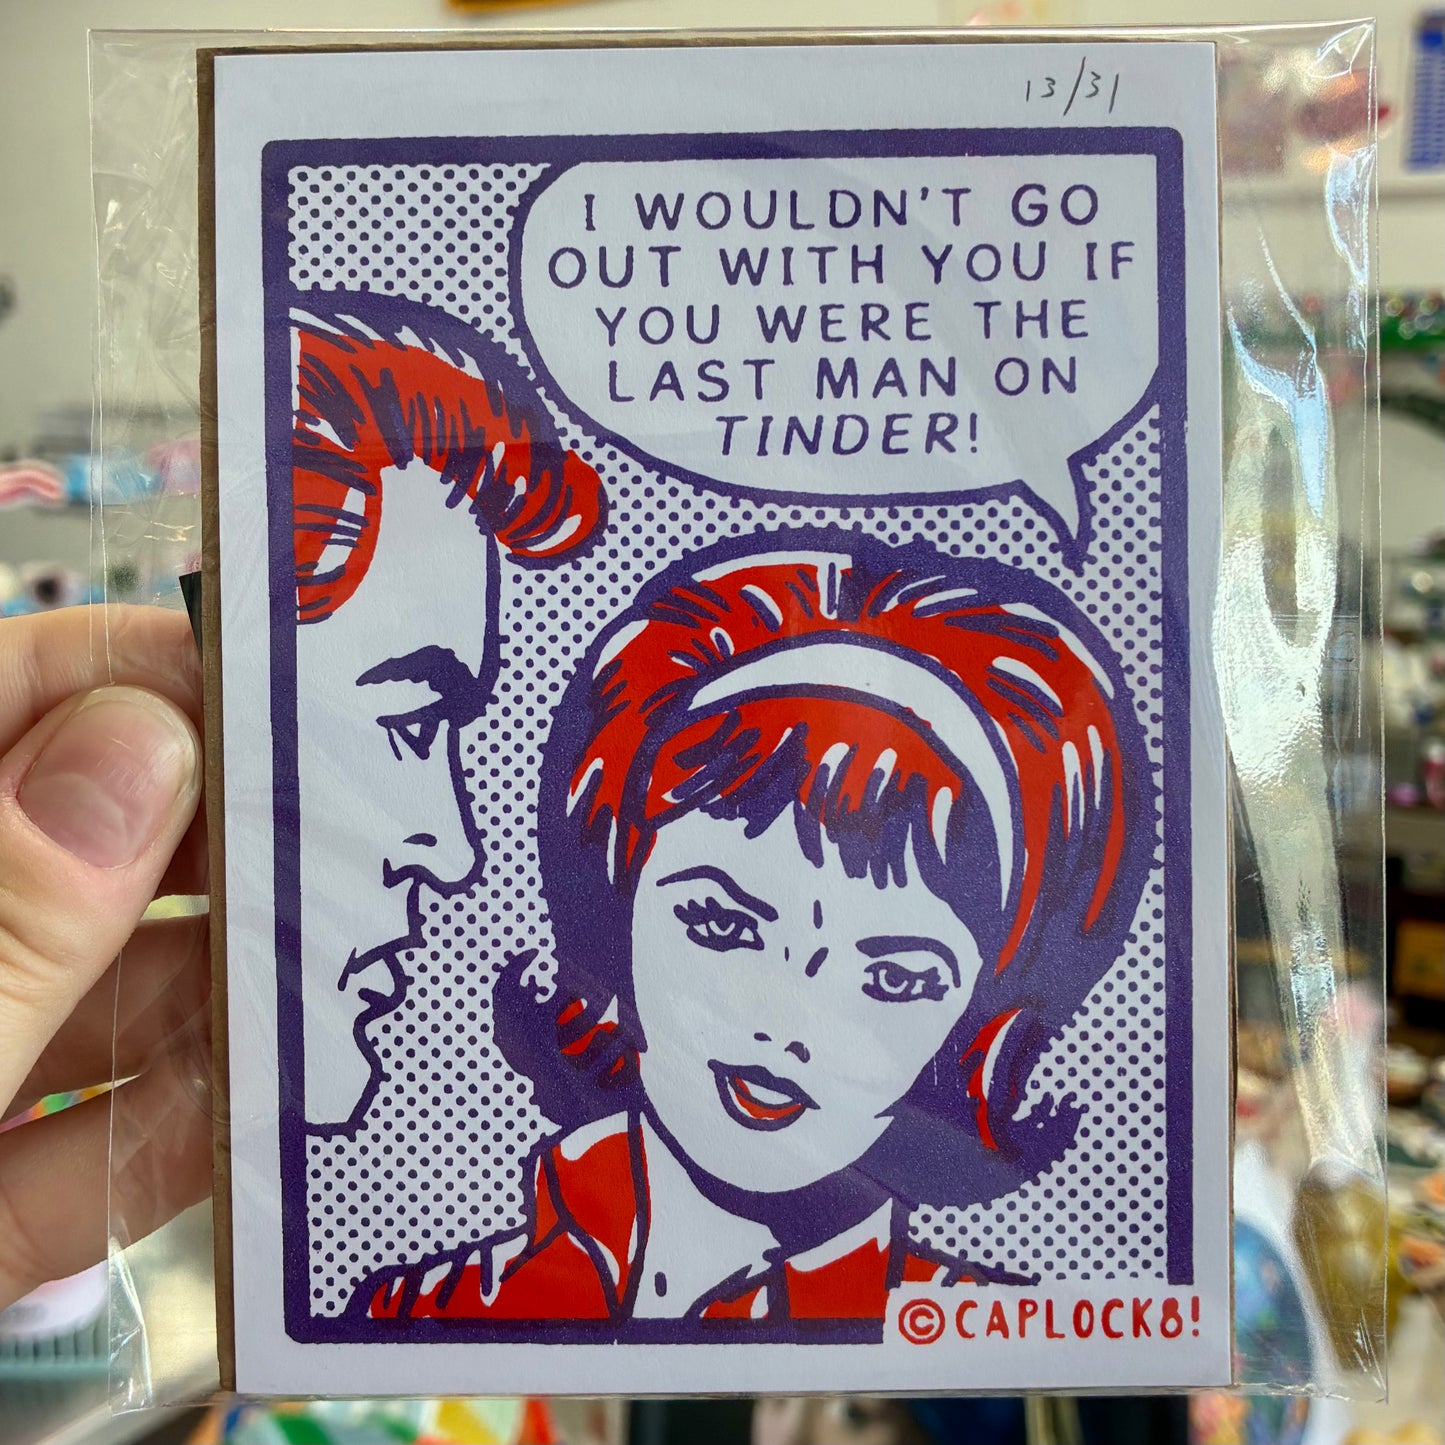 13/31
I WOULDN'T GO
OUT WITH YOU IF
YOU WERE THE
LAST MAN ON
TINDER!
©CAPLOCK8!